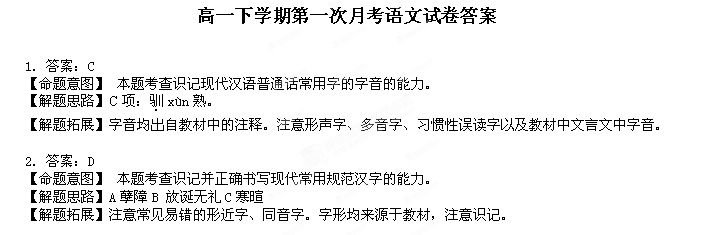 高一下学期第一次月考语文试卷答案
1. 答案：C
【命题意图】 本题考查识记现代汉语普通话常用字的字音的能力。
【解题思路】C 项：驯 xùn 熟。
【解题拓展】字音均出自教材中的注释。注意形声字、多音字、习惯性误读字以及教材中文言文中字音。
2. 答案：D
【命题意图】 本题考查识记并正确书写现代常用规范汉字的能力。
【解题思路】A 孽障 B 放诞无礼 C 寒暄
【解题拓展】注意常见易错的形近字、同音字。字形均来源于教材，注意识记。